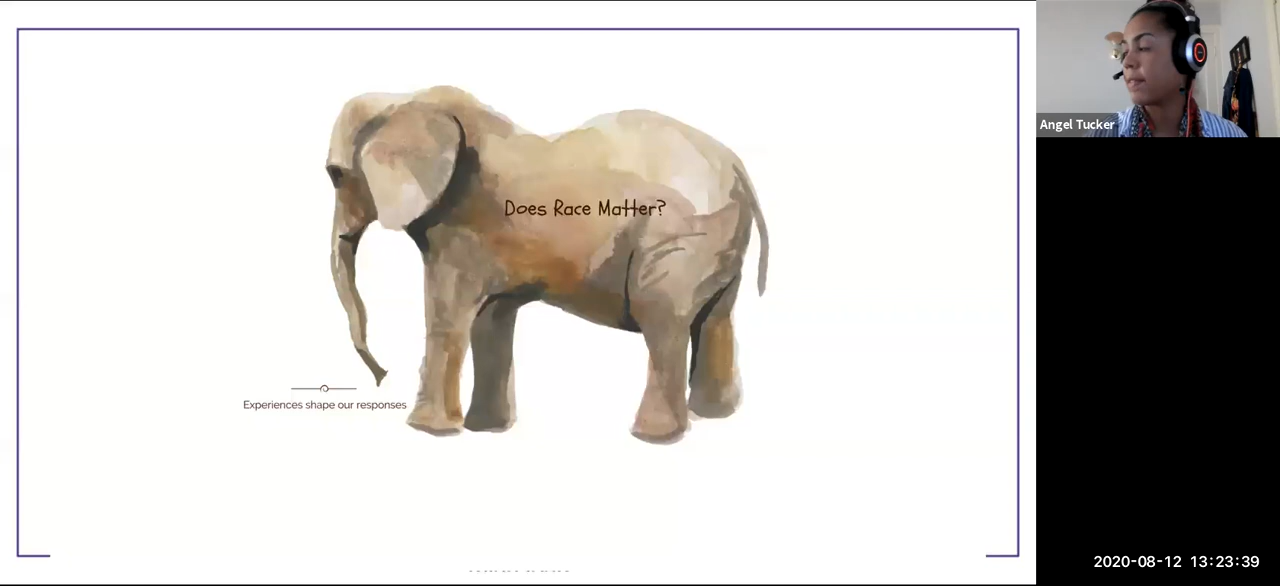 Does Race Matter?
Experiences shape our responses
Angel Tucker
2020-08-12 13:23:39